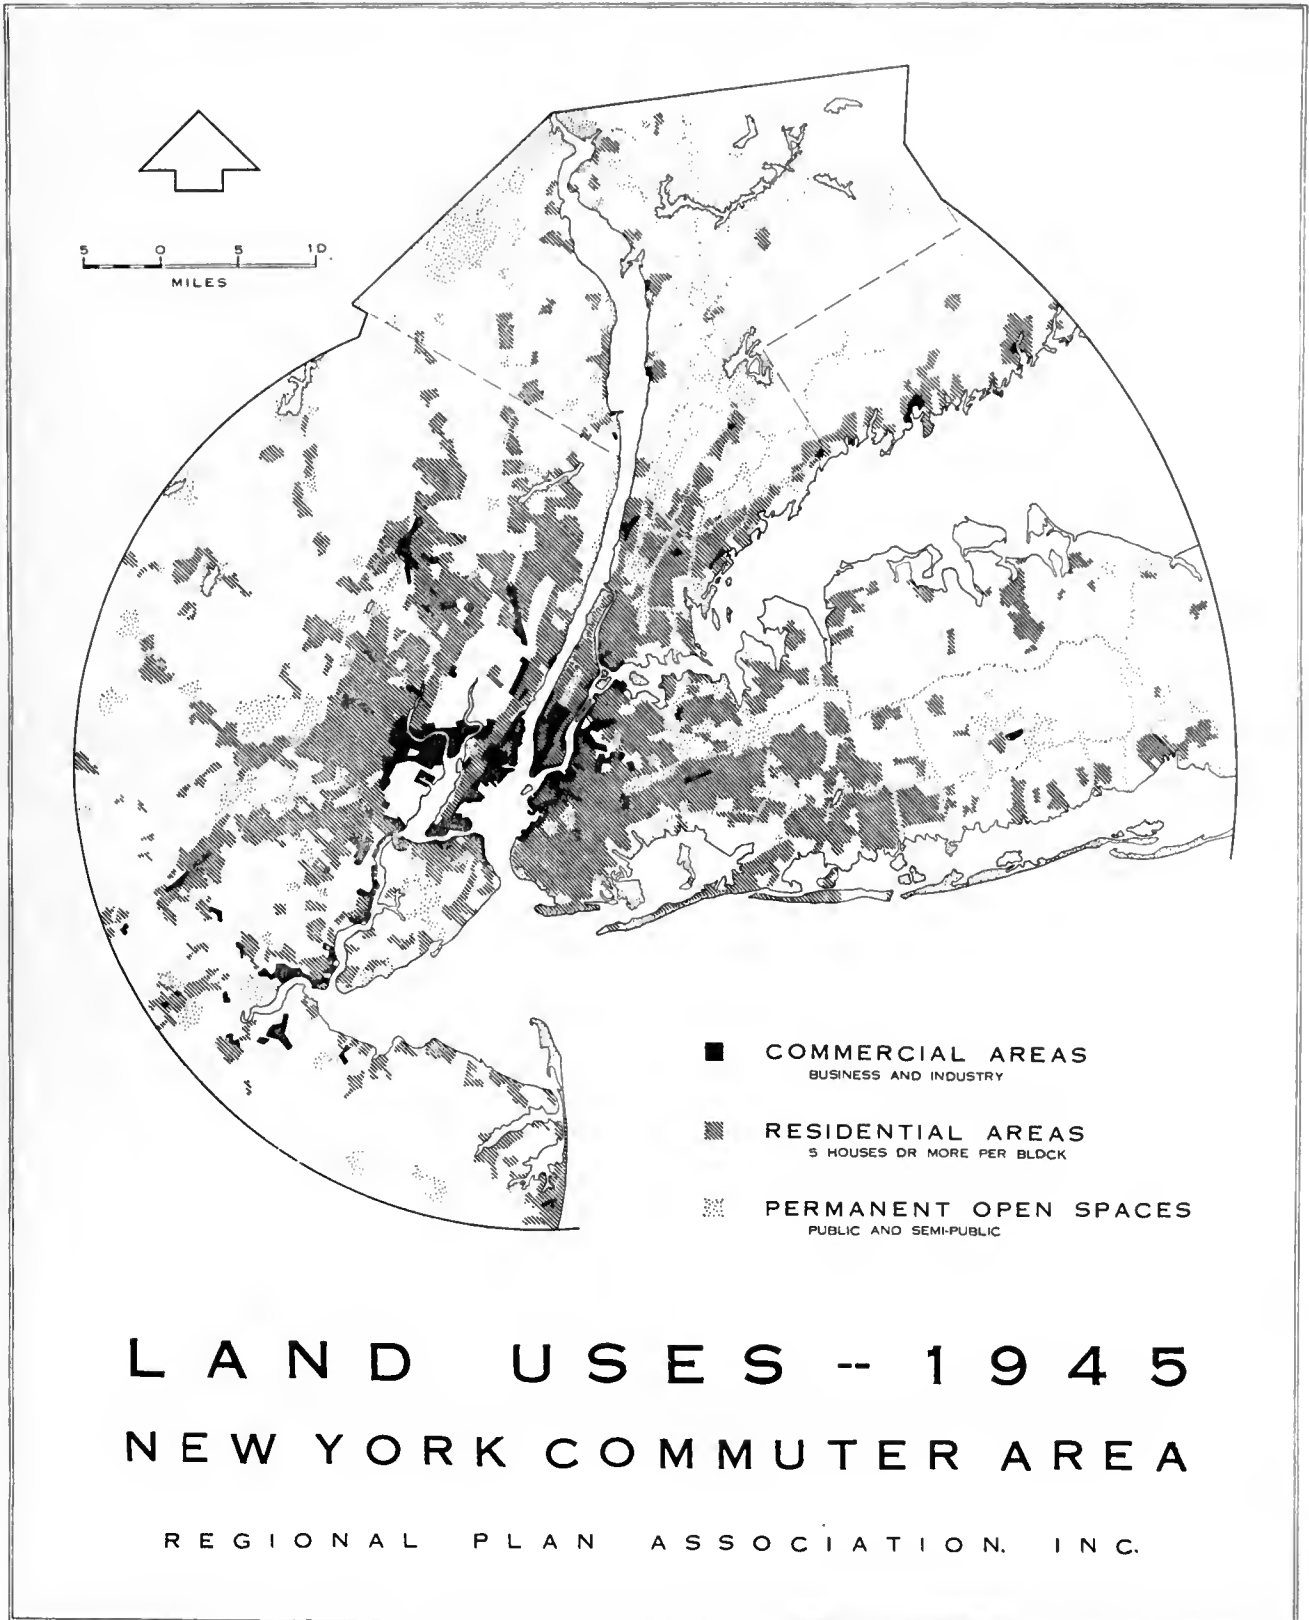 5 0 5 10
MILES
COMMERCIAL AREAS
BUSINESS AND INDUSTRY
RESIDENTIAL AREAS
5 HOUSES OR MORE PER BLOCK
PERMANENT OPEN SPACES
PUBLIC AND SEMI-PUBLIC
LAND USES -- 1945
NEW YORK COMMUTER AREA
REGIONAL PLAN ASSOCIATION, INC.